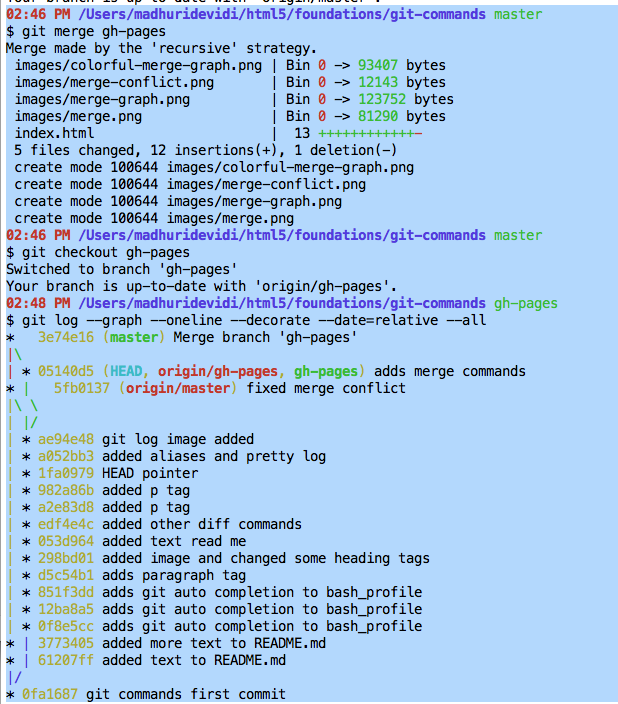 Your branch is up-to-date with 'origin/master'.
02:46 PM /Users/madhuridevidi/html5/foundations/git-commands master
$ git merge gh-pages
Merge made by the 'recursive' strategy.
 images/colorful-merge-graph.png | Bin 0 -> 93407 bytes
 images/merge-conflict.png       | Bin 0 -> 12143 bytes
 images/merge-graph.png          | Bin 0 -> 123752 bytes
 images/merge.png                | Bin 0 -> 81290 bytes
 index.html                      |  13 ++++++++++++-
 5 files changed, 12 insertions(+), 1 deletion(-)
 create mode 100644 images/colorful-merge-graph.png
 create mode 100644 images/merge-conflict.png
 create mode 100644 images/merge-graph.png
 create mode 100644 images/merge.png
02:46 PM /Users/madhuridevidi/html5/foundations/git-commands master
$ git checkout gh-pages
Switched to branch 'gh-pages'
Your branch is up-to-date with 'origin/gh-pages'.
02:48 PM /Users/madhuridevidi/html5/foundations/git-commands gh-pages
$ git log --graph --oneline --decorate --date=relative --all
*   3e74e16 (master) Merge branch 'gh-pages'
|\
| * 05140d5 (HEAD, origin/gh-pages, gh-pages) adds merge commands
* |   5fb0137 (origin/master) fixed merge conflict
|\ \
| |/
| * ae94e48 git log image added
| * a052bb3 added aliases and pretty log
| * 1fa0979 HEAD pointer
| * 982a86b added p tag
| * a2e83d8 added p tag
| * edf4e4c added other diff commands
| * 053d964 added text read me
| * 298bd01 added image and changed some heading tags
| * d5c54b1 adds paragraph tag
| * 851f3dd adds git auto completion to bash_profile
| * 12ba8a5 adds git auto completion to bash_profile
| * 0f8e5cc adds git auto completion to bash_profile
* | 3773405 added more text to README.md
* | 61207ff added text to README.md
|/
* 0fa1687 git commands first commit